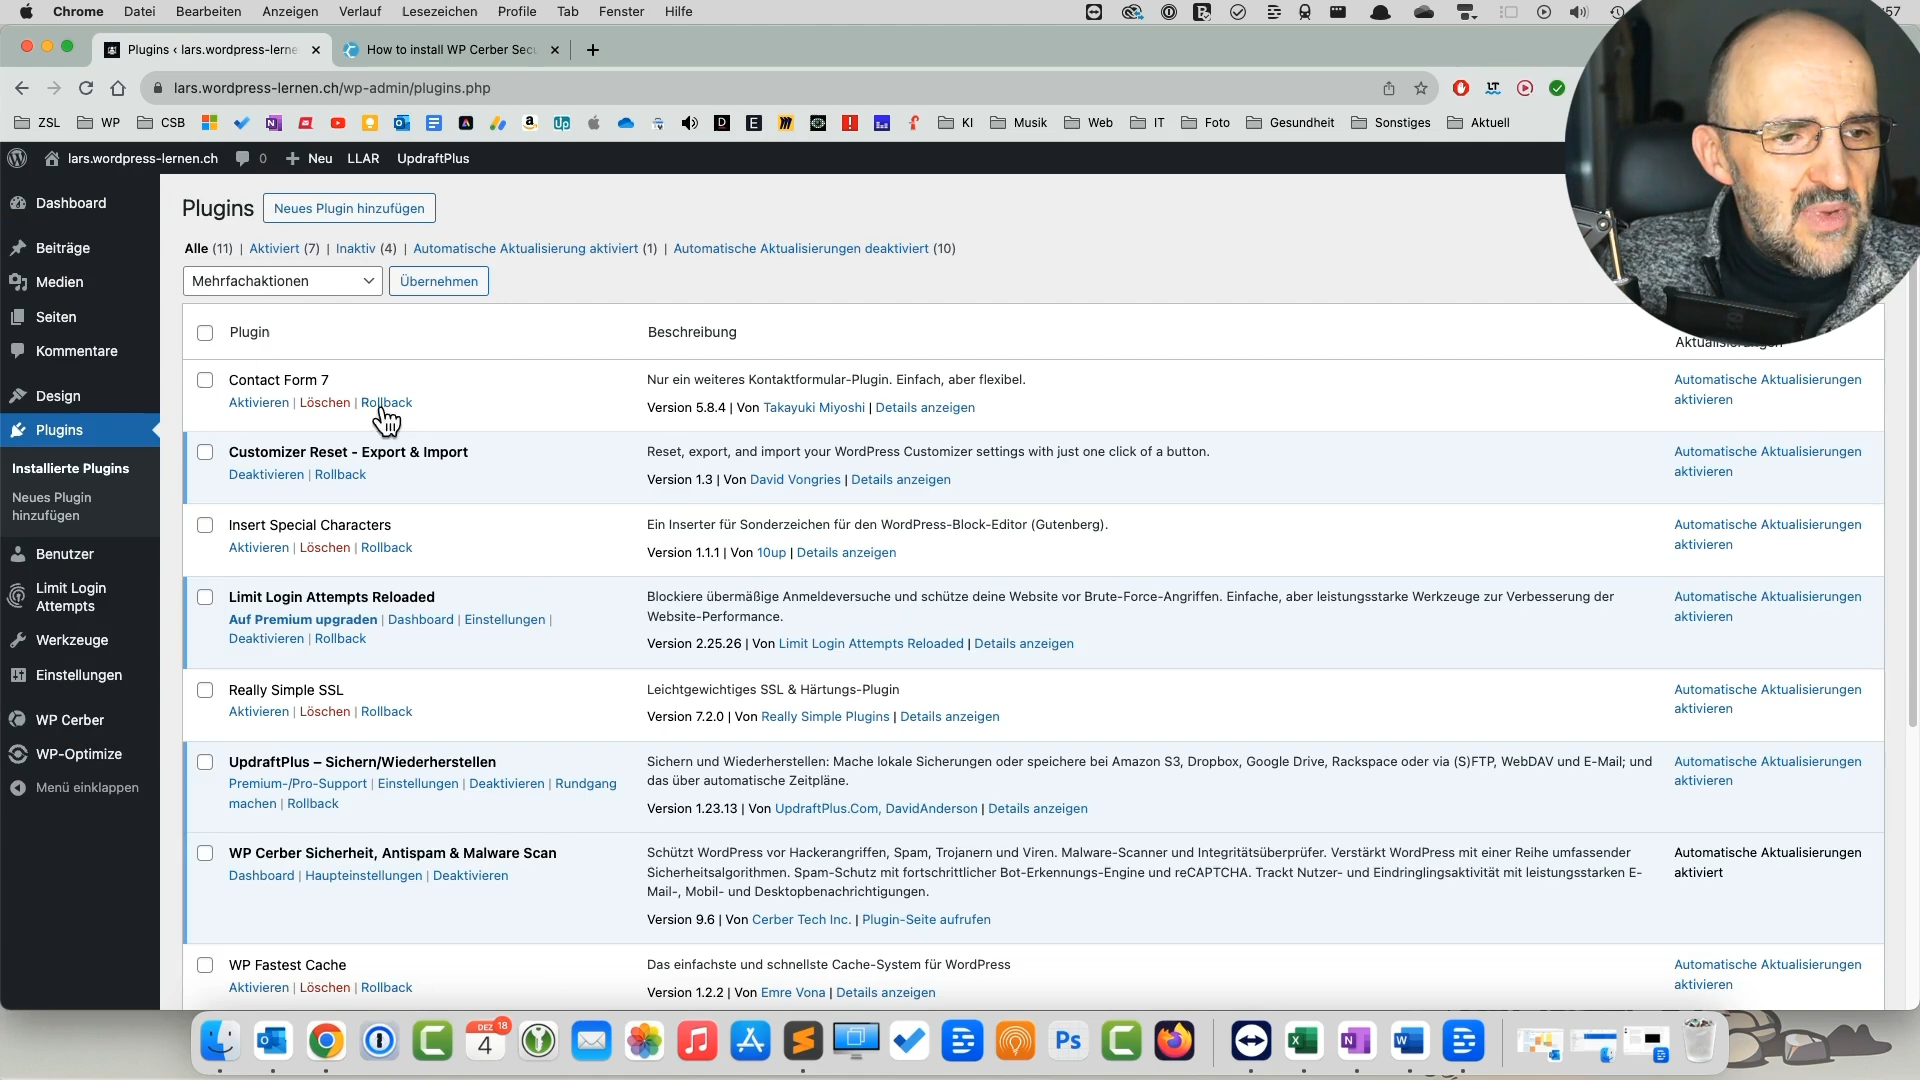 Chrome Datei Bearbeiten Anzeigen Verlauf Lesezeichen Profile Tab Fenster Hilfe
Plugins ‹ lars.wordpress-lerne
How to install WP Cerber Secu
lars.wordpress-lernen.ch/wp-admin/plugins.php
ZSL WP CSB KI Musik Web IT Foto Gesundheit Sonstiges Aktuell
lars.wordpress-lernen.ch 0 Neu LLAR UpdraftPlus
Dashboard
Beiträge
Medien
Seiten
Kommentare
Design
Plugins
Installierte Plugins
Neues Plugin
hinzufügen
Benutzer
Limit Login
Attempts
Werkzeuge
Einstellungen
WP Cerber
WP-Optimize
Menü einklappen
Plugins Neues Plugin hinzufügen
Alle (11) | Aktiviert (7) | Inaktiv (4) | Automatische Aktualisierung aktiviert (1) | Automatische Aktualisierungen deaktiviert (10)
Mehrfachaktionen Übernehmen
Plugin Beschreibung
Aktualisierungen
Contact Form 7
Aktivieren | Löschen | Rollback
Nur ein weiteres Kontaktformular-Plugin. Einfach, aber flexibel.
Version 5.8.4 | Von Takayuki Miyoshi | Details anzeigen
Automatische Aktualisierungen
aktivieren
Customizer Reset - Export & Import
Deaktivieren | Rollback
Reset, export, and import your WordPress Customizer settings with just one click of a button.
Version 1.3 | Von David Vongries | Details anzeigen
Automatische Aktualisierungen
aktivieren
Insert Special Characters
Aktivieren | Löschen | Rollback
Ein Inserter für Sonderzeichen für den WordPress-Block-Editor (Gutenberg).
Version 1.1.1 | Von 10up | Details anzeigen
Automatische Aktualisierungen
aktivieren
Limit Login Attempts Reloaded
Auf Premium upgraden | Dashboard | Einstellungen |
Deaktivieren | Rollback
Blockiere übermäßige Anmeldeversuche und schütze deine Website vor Brute-Force-Angriffen. Einfache, aber leistungsstarke Werkzeuge zur Verbesserung der
Website-Performance.
Version 2.25.26 | Von Limit Login Attempts Reloaded | Details anzeigen
Automatische Aktualisierungen
aktivieren
Really Simple SSL
Aktivieren | Löschen | Rollback
Leichtgewichtiges SSL & Härtungs-Plugin
Version 7.2.0 | Von Really Simple Plugins | Details anzeigen
Automatische Aktualisierungen
aktivieren
UpdraftPlus – Sichern/Wiederherstellen
Premium-/Pro-Support | Einstellungen | Deaktivieren | Rundgang
machen | Rollback
Sichern und Wiederherstellen: Mache lokale Sicherungen oder speichere bei Amazon S3, Dropbox, Google Drive, Rackspace oder via (S)FTP, WebDAV und E-Mail; und
das über automatische Zeitpläne.
Version 1.23.13 | Von UpdraftPlus.Com, DavidAnderson | Details anzeigen
Automatische Aktualisierungen
aktivieren
WP Cerber Sicherheit, Antispam & Malware Scan
Dashboard | Haupteinstellungen | Deaktivieren
Schützt WordPress vor Hackerangriffen, Spam, Trojanern und Viren. Malware-Scanner und Integritätsüberprüfer. Verstärkt WordPress mit einer Reihe umfassender
Sicherheitsalgorithmen. Spam-Schutz mit fortschrittlicher Bot-Erkennungs-Engine und reCAPTCHA. Trackt Nutzer- und Eindringlingsaktivität mit leistungsstarken E-
Mail-, Mobil- und Desktopbenachrichtigungen.
Version 9.6 | Von Cerber Tech Inc. | Plugin-Seite aufrufen
Automatische Aktualisierungen
aktiviert
WP Fastest Cache
Aktivieren | Löschen | Rollback
Das einfachste und schnellste Cache-System für WordPress
Version 1.2.2 | Von Emre Vona | Details anzeigen
Automatische Aktualisierungen
aktivieren
DEZ 18
4
Ps